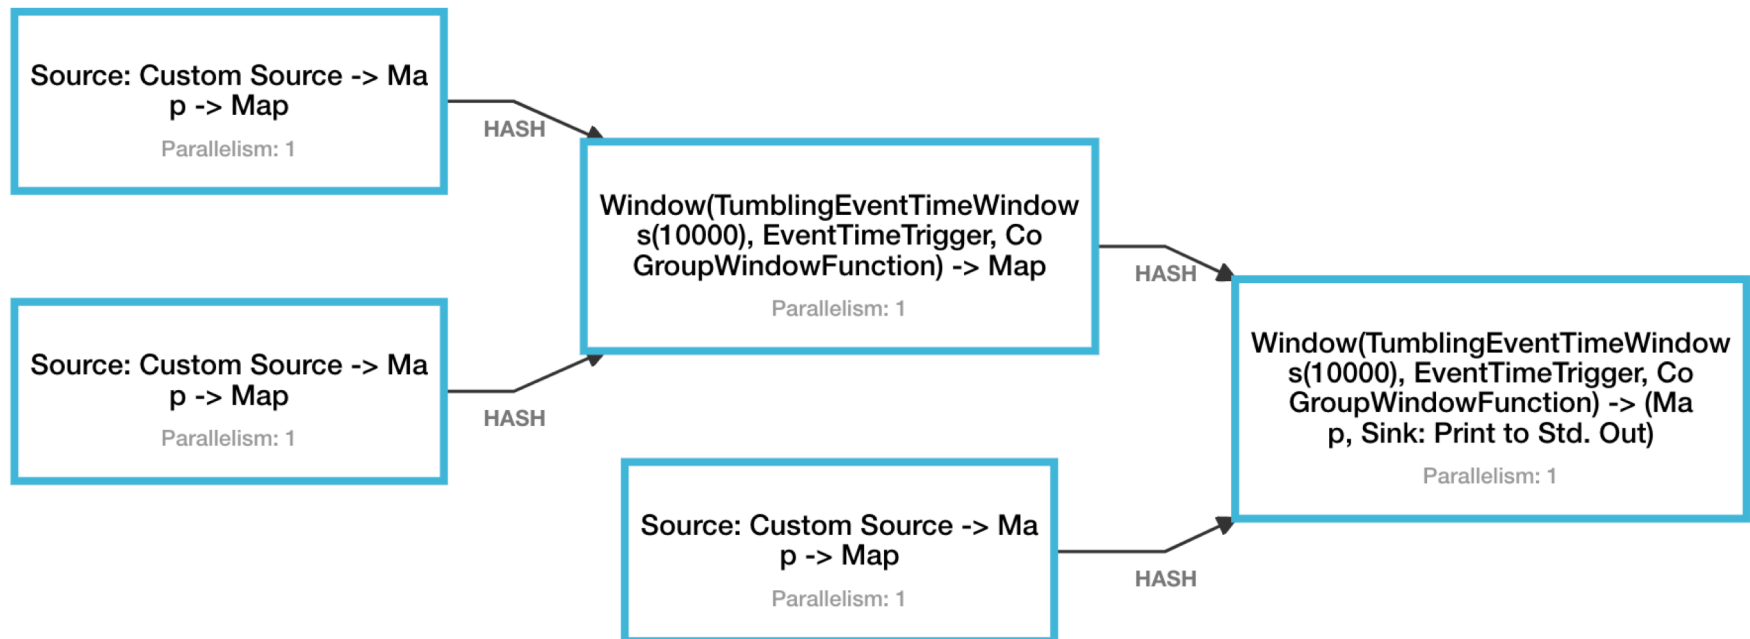 Source: Custom Source -> Ma
p -> Map
Parallelism: 1
HASH
Window(TumblingEventTimeWindow
s(10000), EventTimeTrigger, Co
GroupWindowFunction) -> Map
Parallelism: 1
Source: Custom Source -> Ma
p -> Map
Parallelism: 1
HASH
HASH
Window(TumblingEventTimeWindow
s(10000), EventTimeTrigger, Co
GroupWindowFunction) -> (Ma
p, Sink: Print to Std. Out)
Parallelism: 1
Source: Custom Source -> Ma
p -> Map
Parallelism: 1
HASH